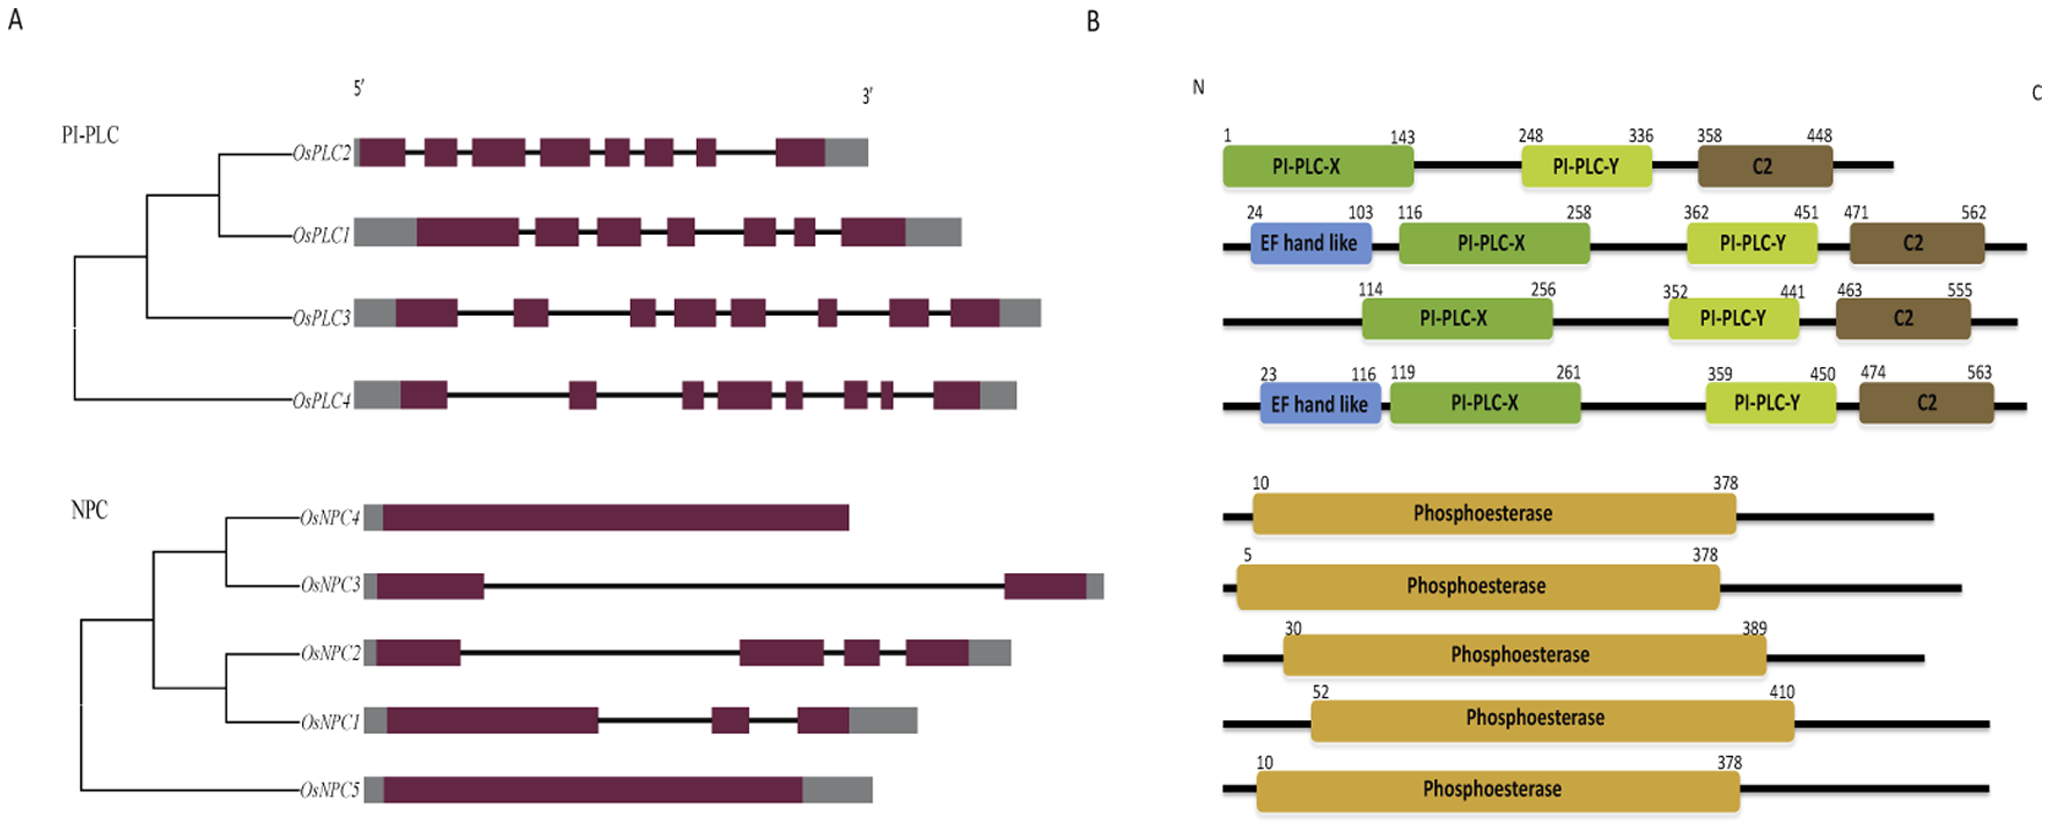 A
B
5′
3′
N
C
PI-PLC
OsPLC2
OsPLC1
OsPLC3
OsPLC4
NPC
OsNPC4
OsNPC3
OsNPC2
OsNPC1
OsNPC5
1 143 248 336 358 448
PI-PLC-X PI-PLC-Y C2
24 103 116 258 362 451 471 562
EF hand like PI-PLC-X PI-PLC-Y C2
114 256 352 441 463 555
PI-PLC-X PI-PLC-Y C2
23 116 119 261 359 450 474 563
EF hand like PI-PLC-X PI-PLC-Y C2
10 378
Phosphoesterase
5 378
Phosphoesterase
30 389
Phosphoesterase
52 410
Phosphoesterase
10 378
Phosphoesterase